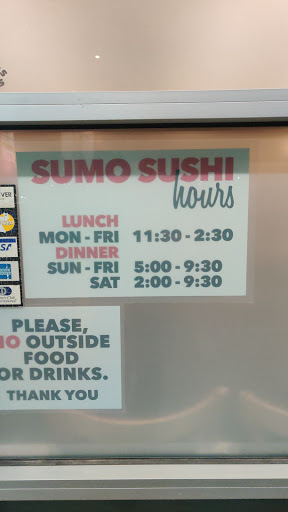 SUMO SUSHI
hours
LUNCH
MON - FRI 11:30 - 2:30
DINNER
SUN - FRI 5:00 - 9:30
SAT 2:00 - 9:30
PLEASE,
NO OUTSIDE
FOOD
OR DRINKS.
THANK YOU